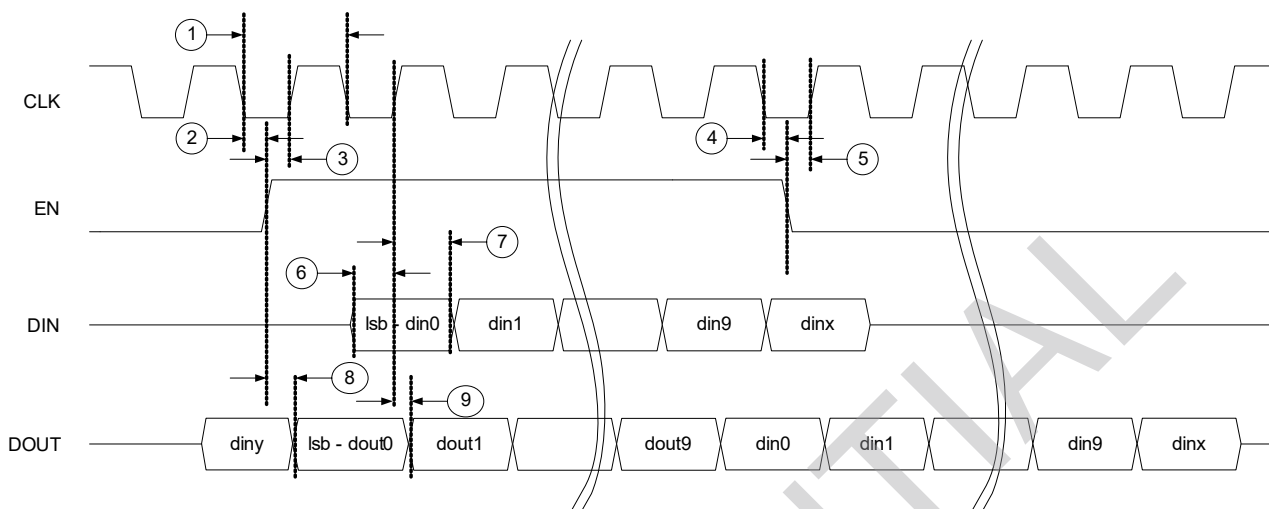 1
CLK
2
3
4
5
EN
7
6
DIN
lsb - din0
din1
din9
dinx
8
9
DOUT
diny
lsb - dout0
dout1
dout9
din0
din1
din9
dinx
NTIAL